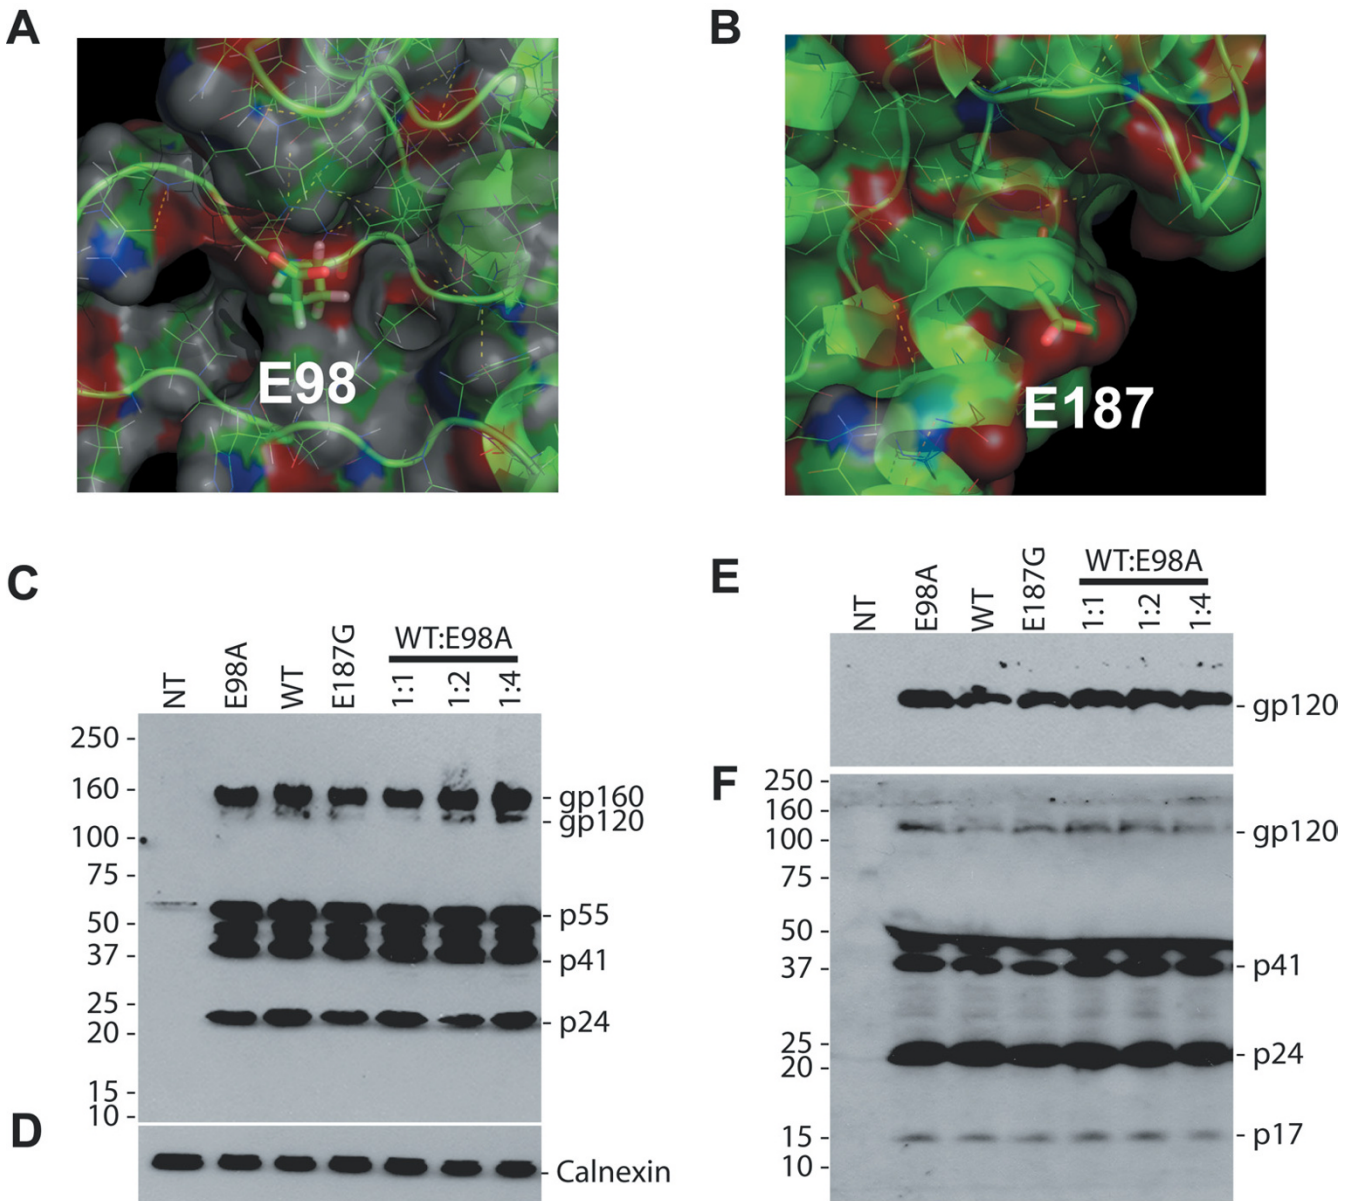 A
B
E98
E187
C
NT
E98A
WT
E187G
WT:E98A
1:1
1:2
1:4
250 -
160 -
100 -
75 -
50 -
37 -
25 -
20 -
15 -
10 -
- gp160
- gp120
- p55
- p41
- p24
D
- Calnexin
E
NT
E98A
WT
E187G
WT:E98A
1:1
1:2
1:4
- gp120
F
250 -
160 -
100 -
75 -
50 -
37 -
25 -
20 -
15 -
10 -
- gp120
- p41
- p24
- p17